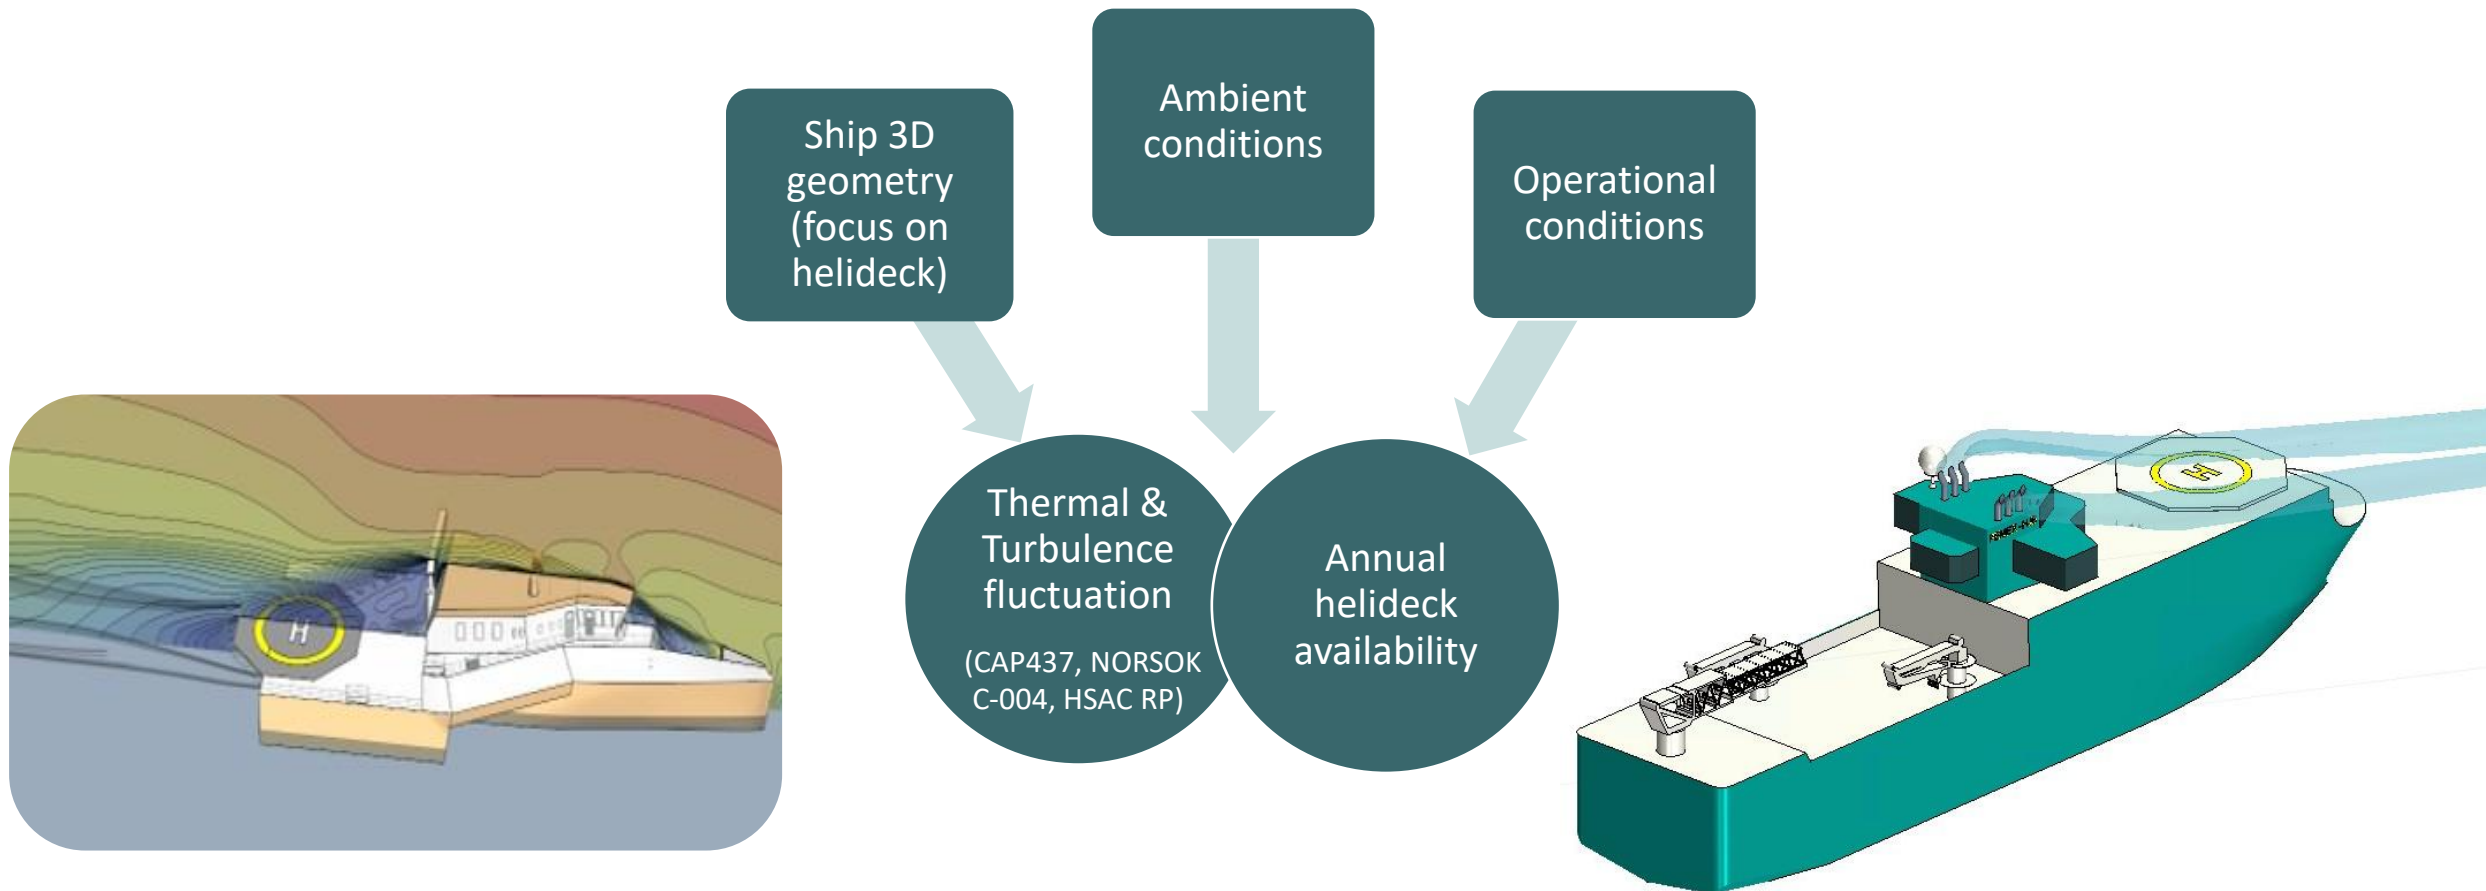 Ship 3D
geometry
(focus on
helideck)
Ambient
conditions
Operational
conditions
Thermal &
Turbulence
fluctuation
(CAP437, NORSOK
C-004, HSAC RP)
Annual
helideck
availability
H
H